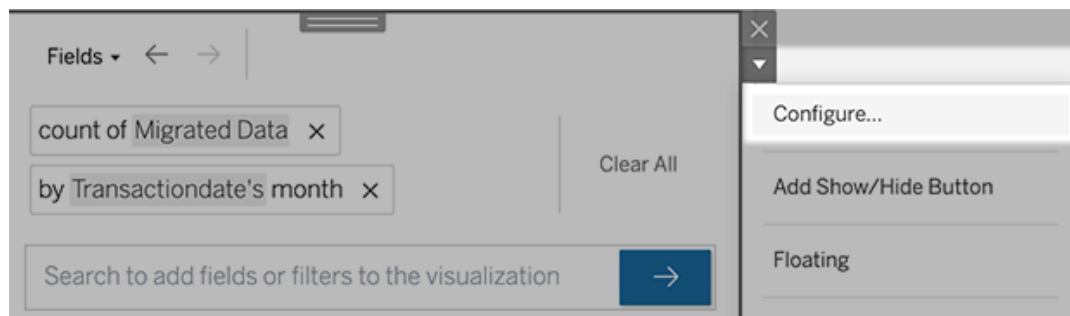 Fields
count of Migrated Data
by Transactiondate's month
Clear All
Search to add fields or filters to the visualization
Configure...
Add Show/Hide Button
Floating